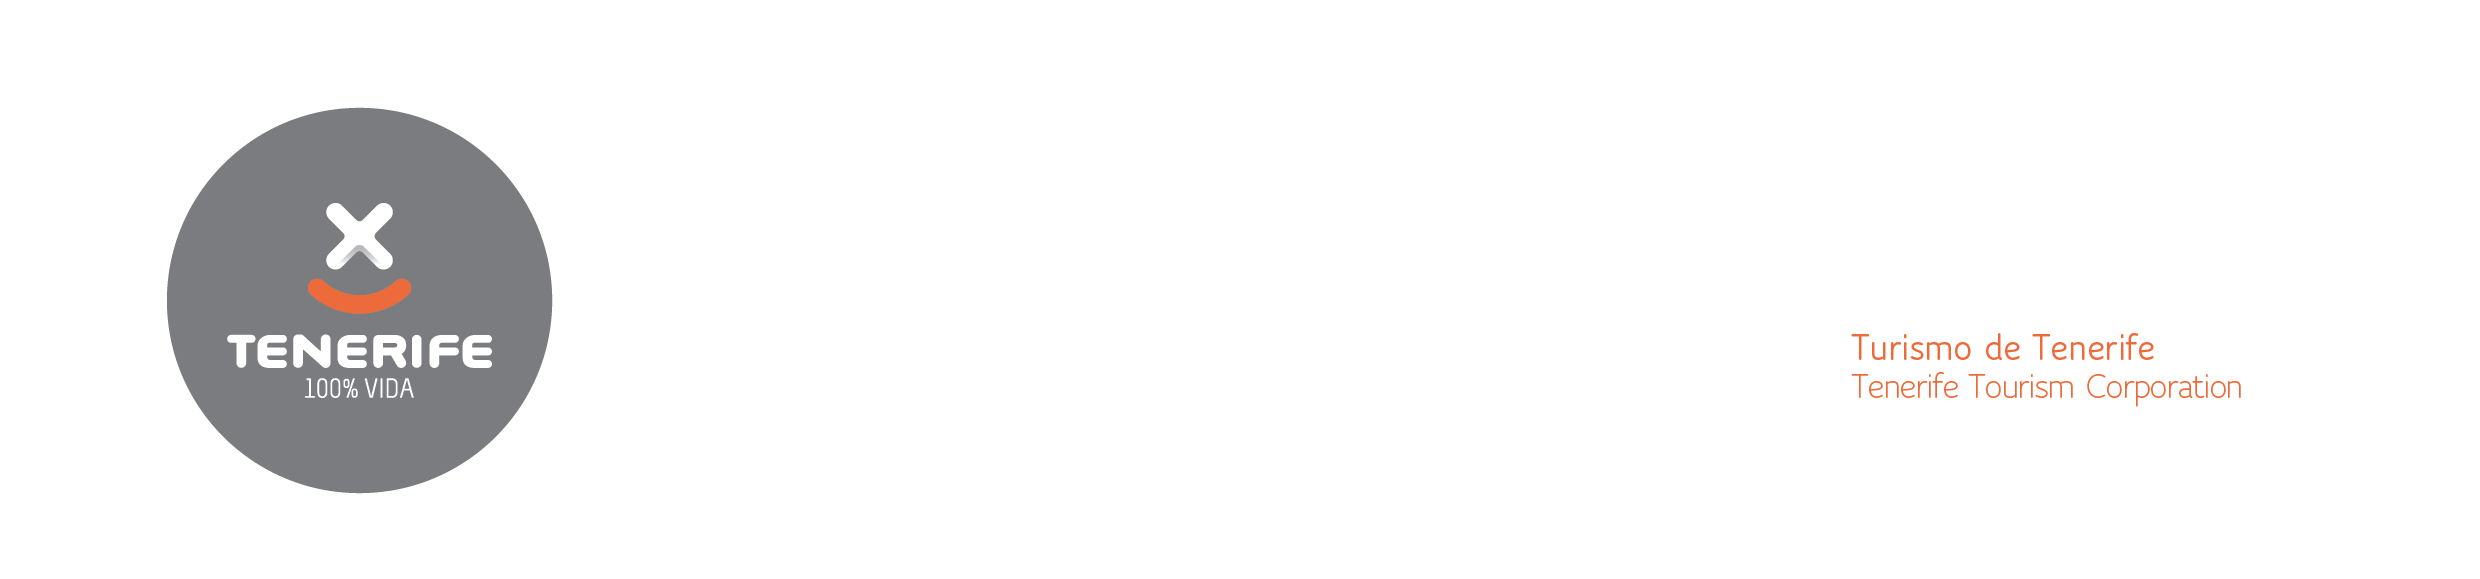 TENERIFE
100% VIDA
Turismo de Tenerife
Tenerife Tourism Corporation